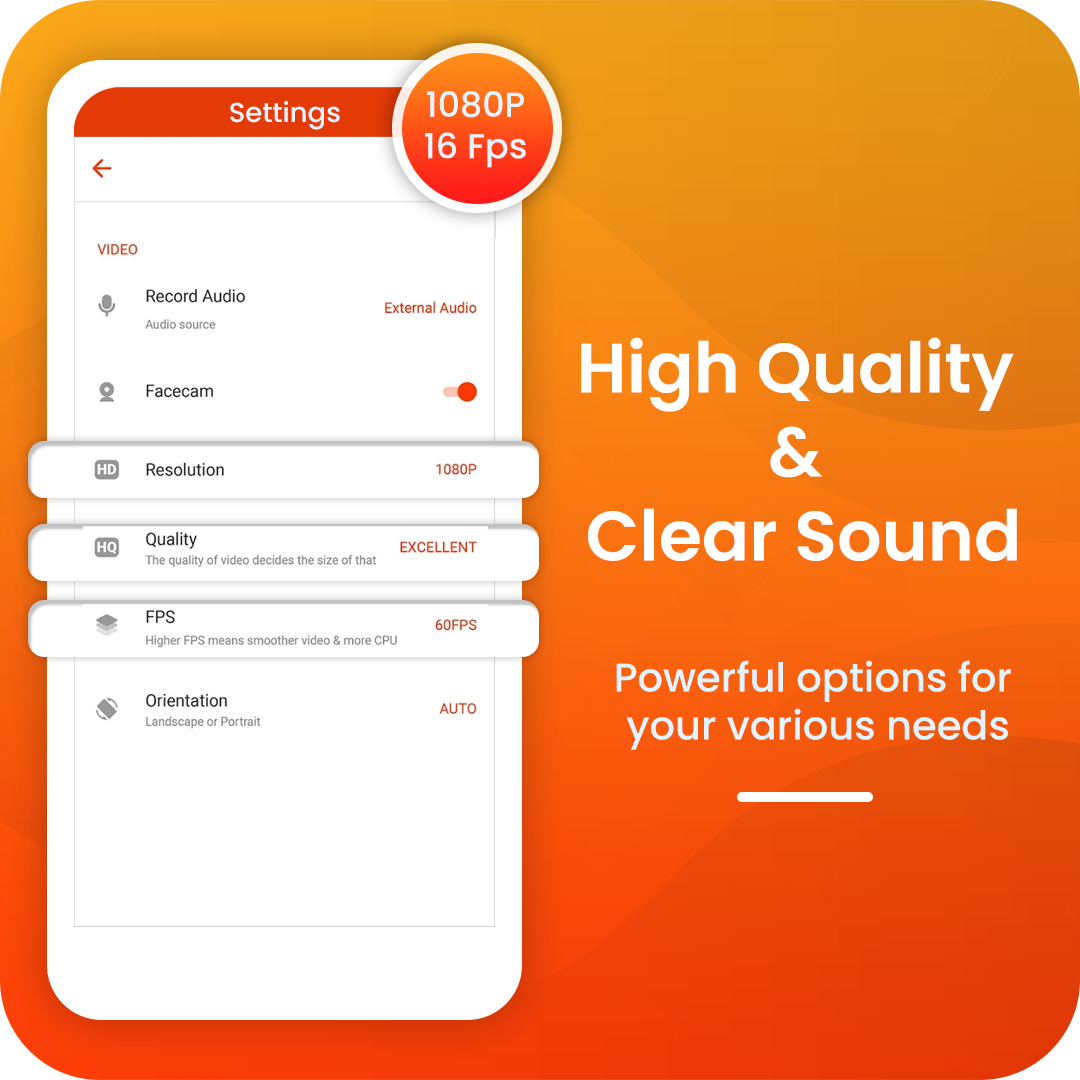 Settings
1080P
16 Fps
VIDEO
Record Audio
Audio source
External Audio
Facecam
HD
Resolution
1080P
HQ
Quality
The quality of video decides the size of that
EXCELLENT
FPS
Higher FPS means smoother video & more CPU
60FPS
Orientation
Landscape or Portrait
AUTO
High Quality
&
Clear Sound
Powerful options for
your various needs